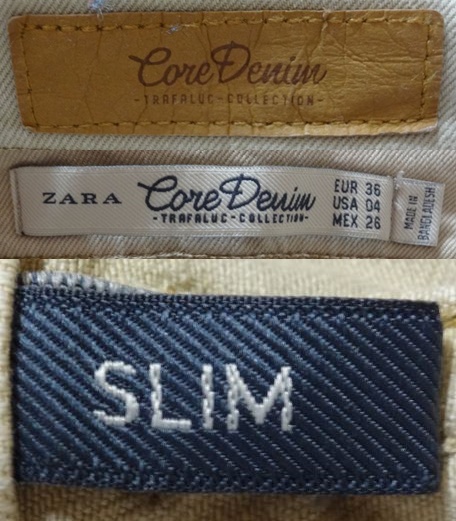 Core Denim
-TRAFALUC-COLLECTION-
ZARA
Core Denim
-TRAFALUC-COLLECTION-
EUR 36
USA 04
MEX 26
MADE IN
BANGLADESH
SLIM